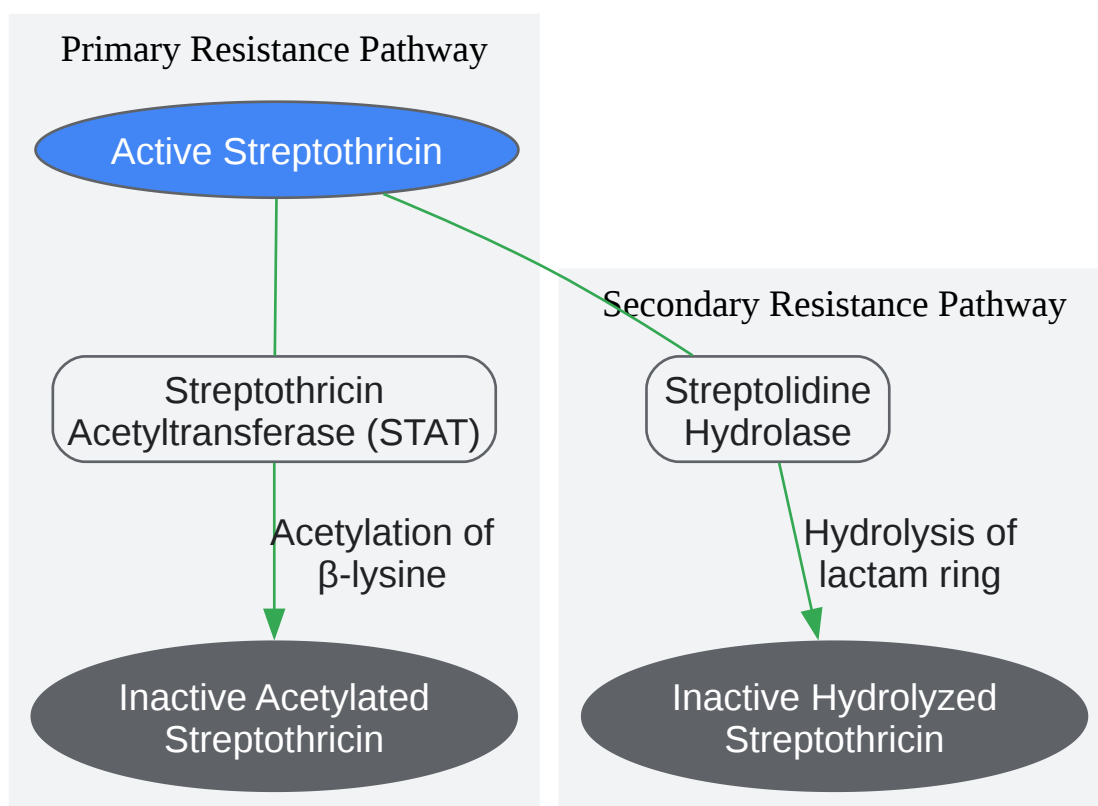 Primary Resistance Pathway
Active Streptothricin
Secondary Resistance Pathway
Streptothricin
Acetyltransferase (STAT)
Streptolidine
Hydrolase
Acetylation of
β-lysine
Hydrolysis of
lactam ring
Inactive Acetylated
Streptothricin
Inactive Hydrolyzed
Streptothricin